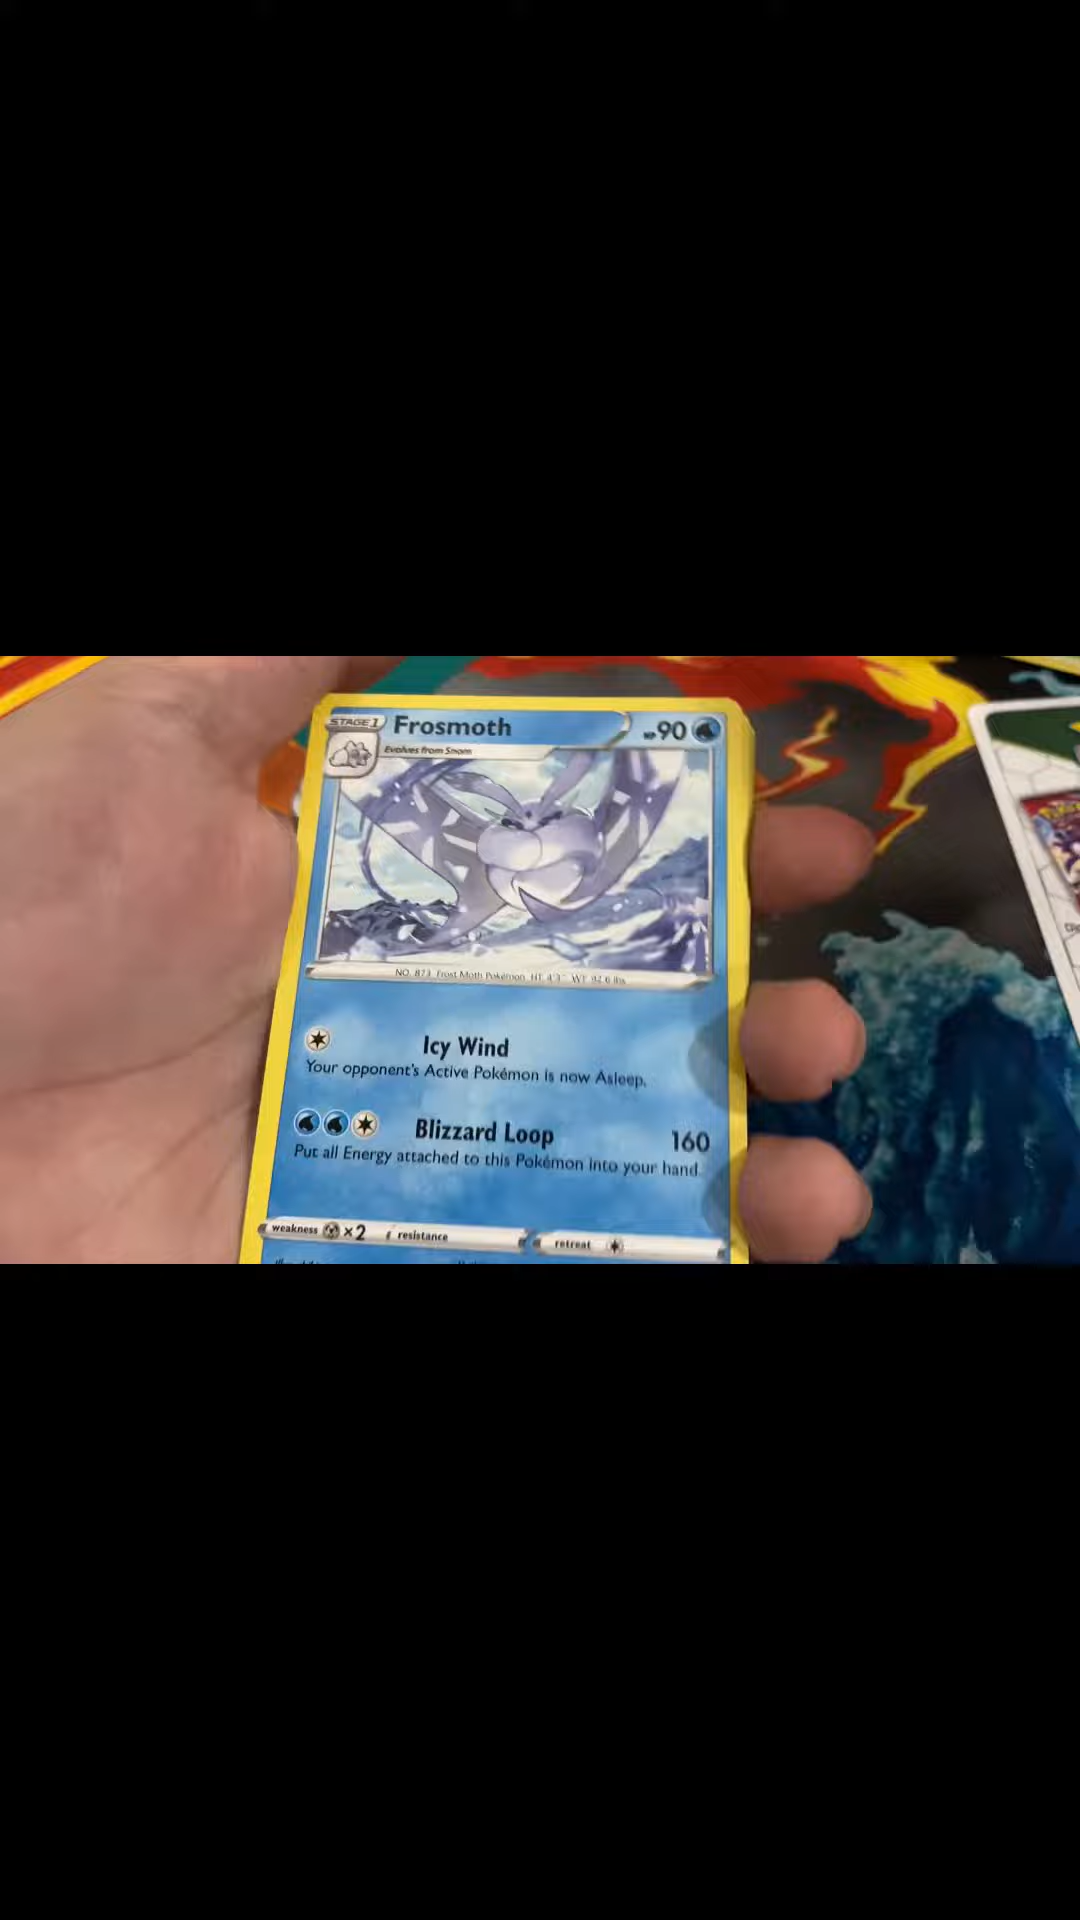 STAGE 1
Frosmoth
HP 90
Evolves from Snom
NO. 873 Frost Moth Pokémon HT: 4'3" WT: 92.6 lbs.
Icy Wind
Your opponent's Active Pokémon is now Asleep.
Blizzard Loop 160
Put all Energy attached to this Pokémon into your hand.
weakness ×2 resistance retreat